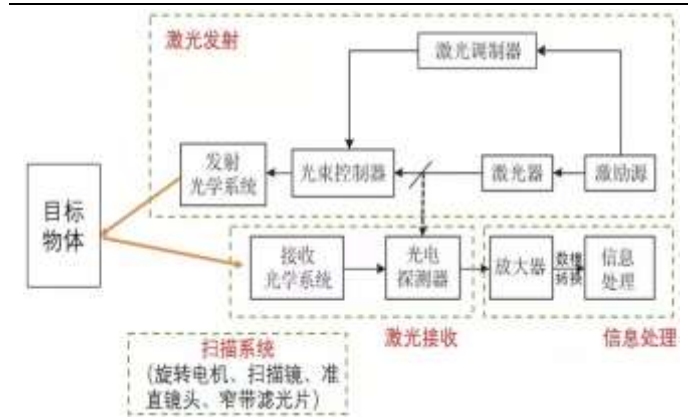 激光发射
激光调制器
发射
光学系统
光束控制器
激光器
激励源
目标
物体
接收
光学系统
光电
探测器
放大器
数模
转换
信息
处理
激光接收
信息处理
扫描系统
(旋转电机、扫描镜、准
直镜头、窄带滤光片)